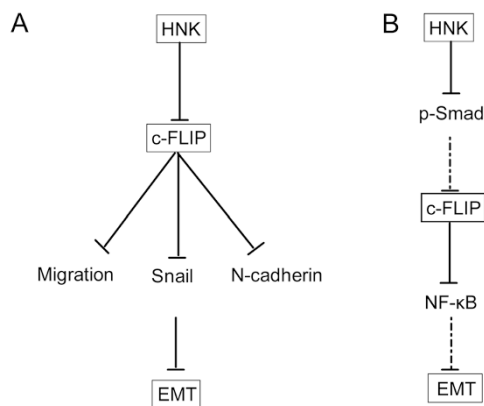 A
HNK
c-FLIP
Migration
Snail
N-cadherin
EMT
B
HNK
p-Smad
c-FLIP
NF-κB
EMT